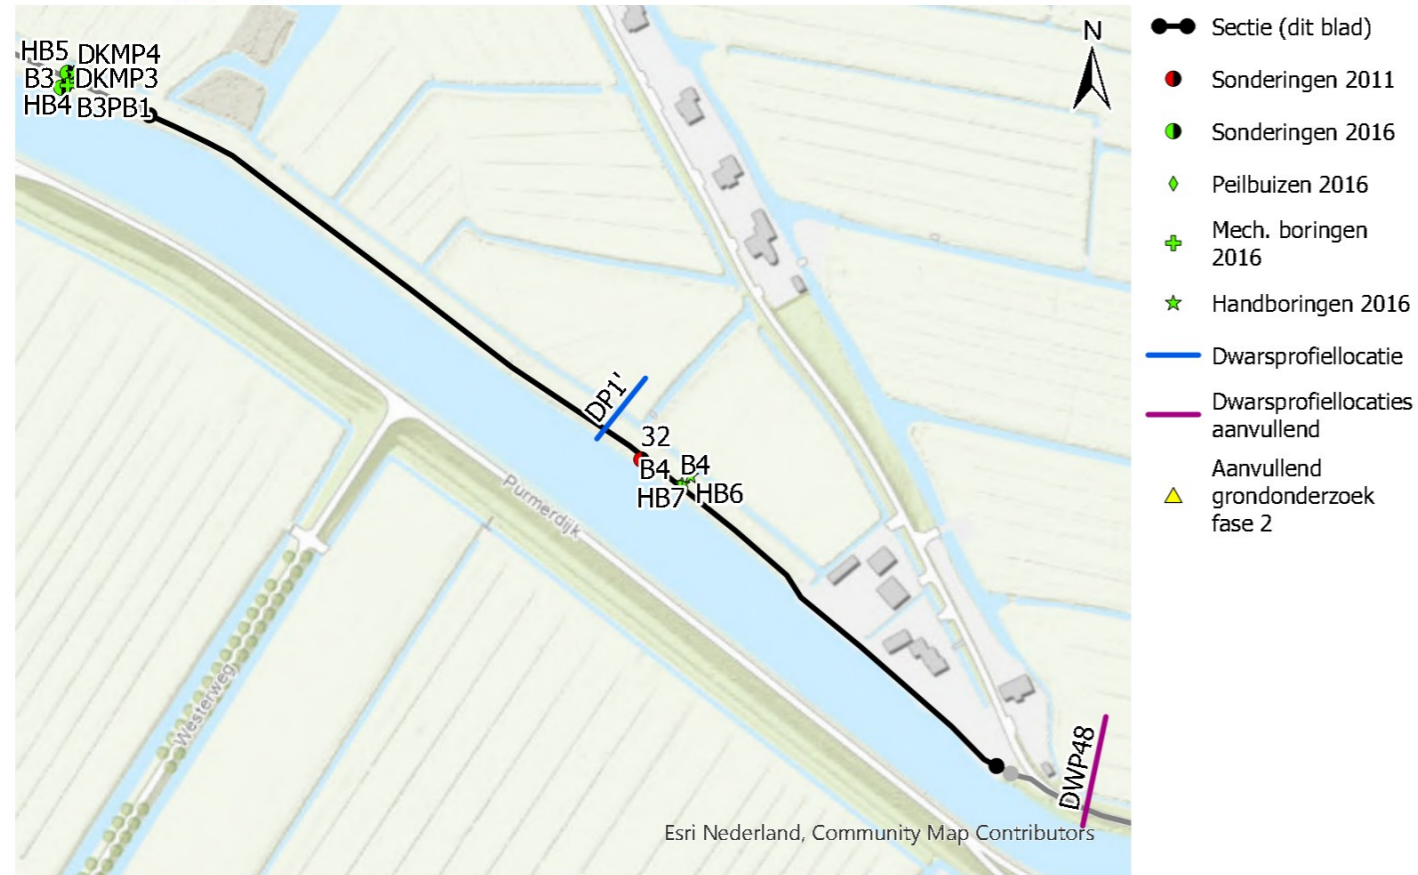 HB5 DKMP4
B3 DKMP3
HB4 B3PB1
DP1'
32
B4 B4
HB7 HB6
Purmerdijk
Westerweg
DWP48
Esri Nederland, Community Map Contributors
N
Sectie (dit blad)
Sonderingen 2011
Sonderingen 2016
Peilbuizen 2016
Mech. boringen
2016
Handboringen 2016
Dwarsprofiellocatie
Dwarsprofiellocaties
aanvullend
Aanvullend
grondonderzoek
fase 2